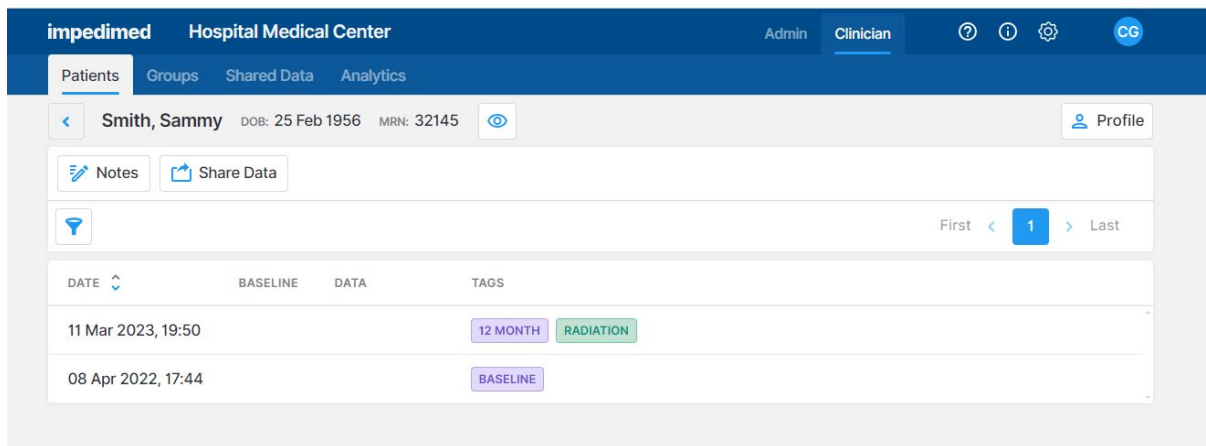 impedimed Hospital Medical Center Admin Clinician CG
Patients Groups Shared Data Analytics
Smith, Sammy DOB: 25 Feb 1956 MRN: 32145 Profile
Notes Share Data
First 1 Last
DATE BASELINE DATA TAGS
11 Mar 2023, 19:50 12 MONTH RADIATION
08 Apr 2022, 17:44 BASELINE